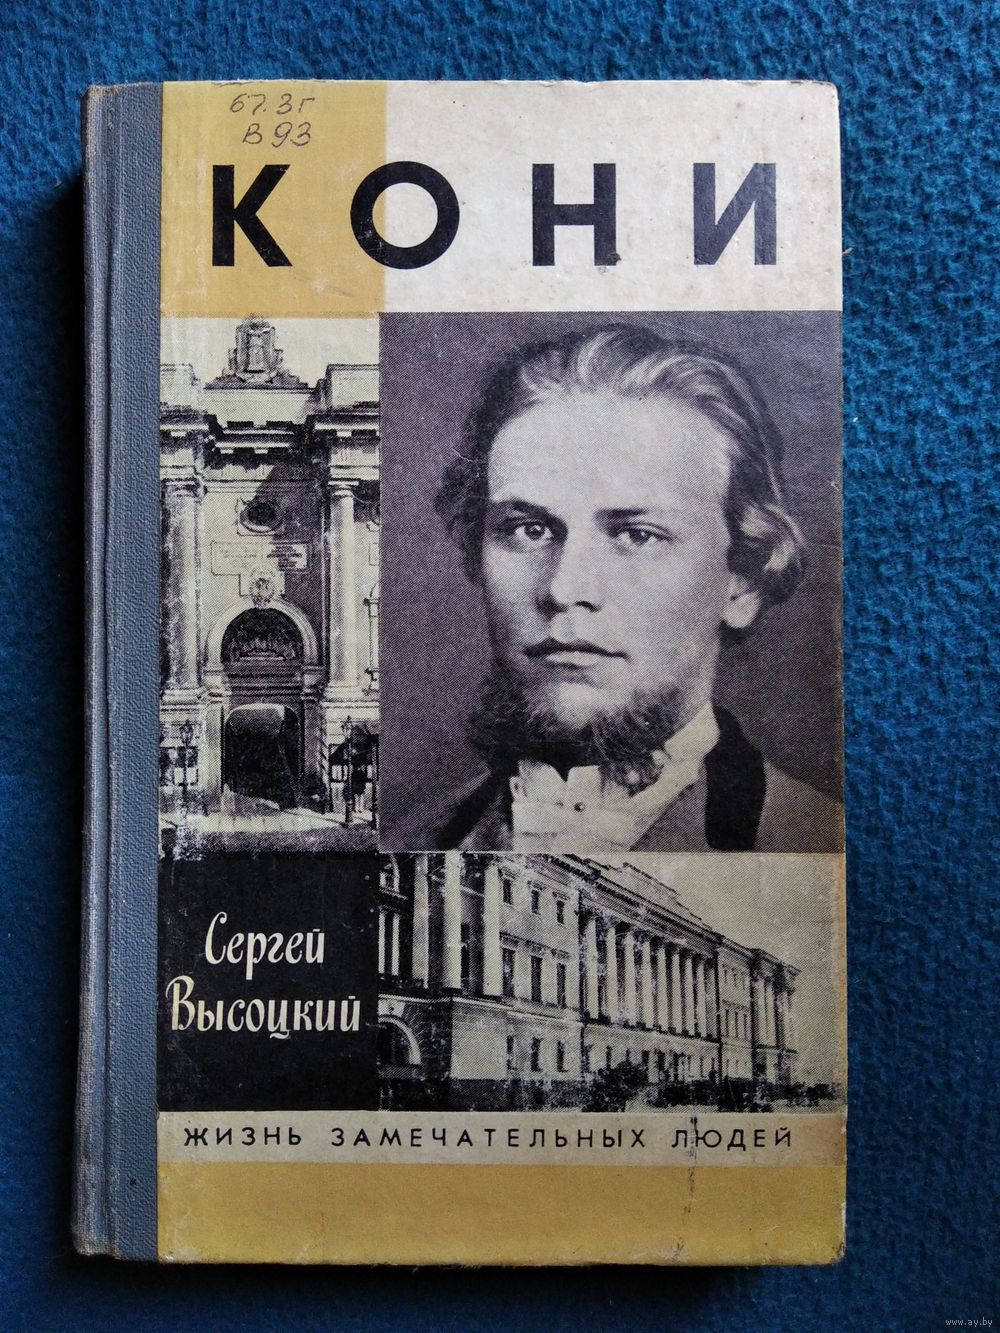 67.3г
В93
КОНИ
Сергей
Высоцкий
ЖИЗНЬ ЗАМЕЧАТЕЛЬНЫХ ЛЮДЕЙ
www.ay.by